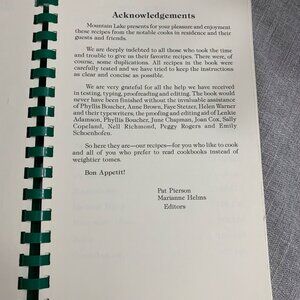 Acknowledgements
Mountain Lake presents for your pleasure and enjoyment
these recipes from the notable cooks in residence and their
guests and friends.
We are deeply indebted to all those who took the time
and trouble to give us their favorite recipes. There were, of
course, some duplications. All recipes in the book were
carefully tested and we have tried to keep the instructions
as clear and concise as possible.
We are very grateful for all the help we have received
in testing, typing, proofreading and editing. The book would
never have been finished without the invaluable assistance
of Phyllis Boucher, Anne Brown, Faye Setzer, Helen Warner
and their typewriters, the proofing and editing aid of Lenkie
Adamson, Phyllis Boucher, June Chapman, Joan Cox, Sally
Copeland, Nell Richmond, Peggy Rogers and Emily
Schoenhofen.
So here they are—our recipes—for you who like to cook
and all of you who prefer to read cookbooks instead of
weightier tomes.
Bon Appetit!
Pat Pierson
Marianne Helms
Editors